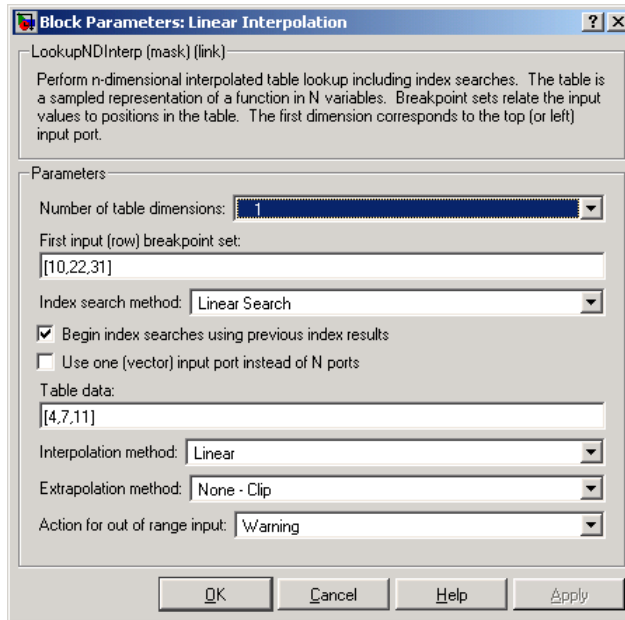 Block Parameters: Linear Interpolation
LookupNDInterp (mask) (link)
Perform n-dimensional interpolated table lookup including index searches. The table is
a sampled representation of a function in N variables. Breakpoint sets relate the input
values to positions in the table. The first dimension corresponds to the top (or left)
input port.
Parameters
Number of table dimensions: 1
First input (row) breakpoint set:
[10,22,31]
Index search method: Linear Search
Begin index searches using previous index results
Use one (vector) input port instead of N ports
Table data:
[4,7,11]
Interpolation method: Linear
Extrapolation method: None - Clip
Action for out of range input: Warning
OK Cancel Help Apply